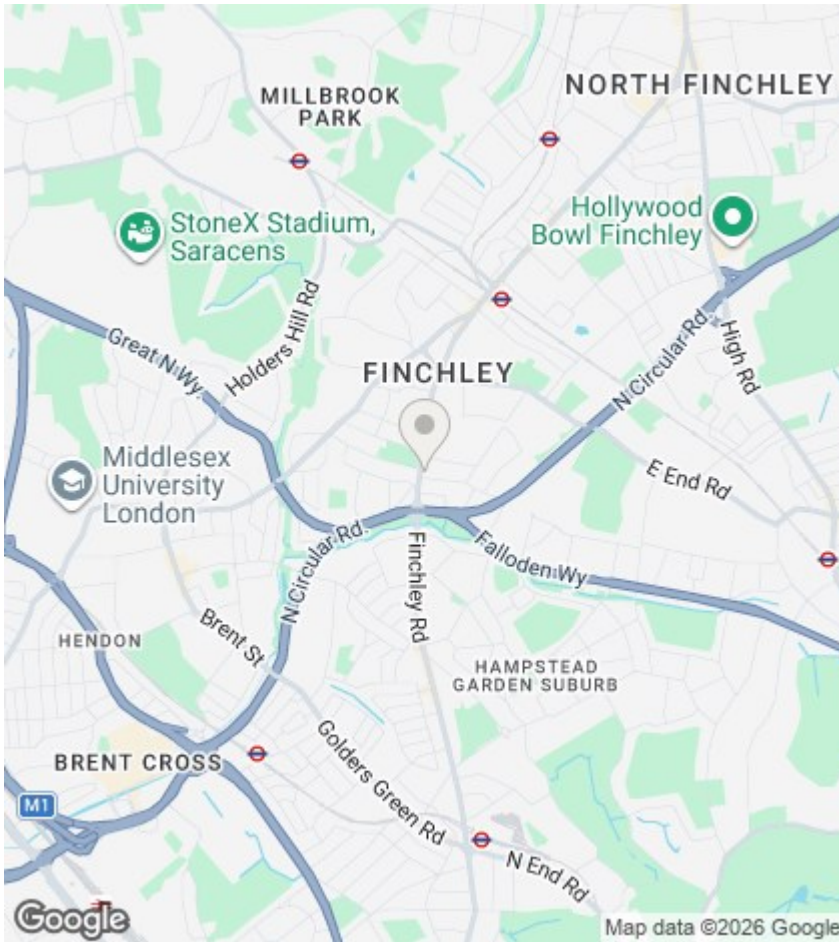 NORTH FINCHLEY
MILLBROOK
PARK
StoneX Stadium,
Saracens
Hollywood
Bowl Finchley
Holders Hill Rd
Great N Wy.
FINCHLEY
N Circular Rd.
High Rd
Middlesex
University
London
E End Rd
N Circular Rd.
Falloden Wy
Finchley Rd
HENDON
Brent St
HAMPSTEAD
GARDEN SUBURB
BRENT CROSS
Golders Green Rd
M1
N End Rd
Google
Map data ©2026 Google